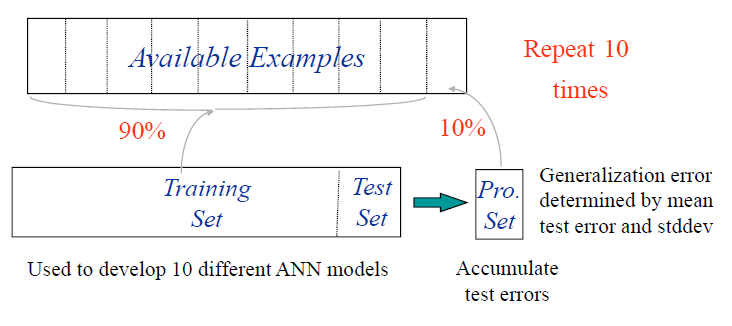 Available Examples
Repeat 10
times
90%
10%
Training
Set
Test
Set
Pro.
Set
Generalization error
determined by mean
test error and stddev
Used to develop 10 different ANN models
Accumulate
test errors